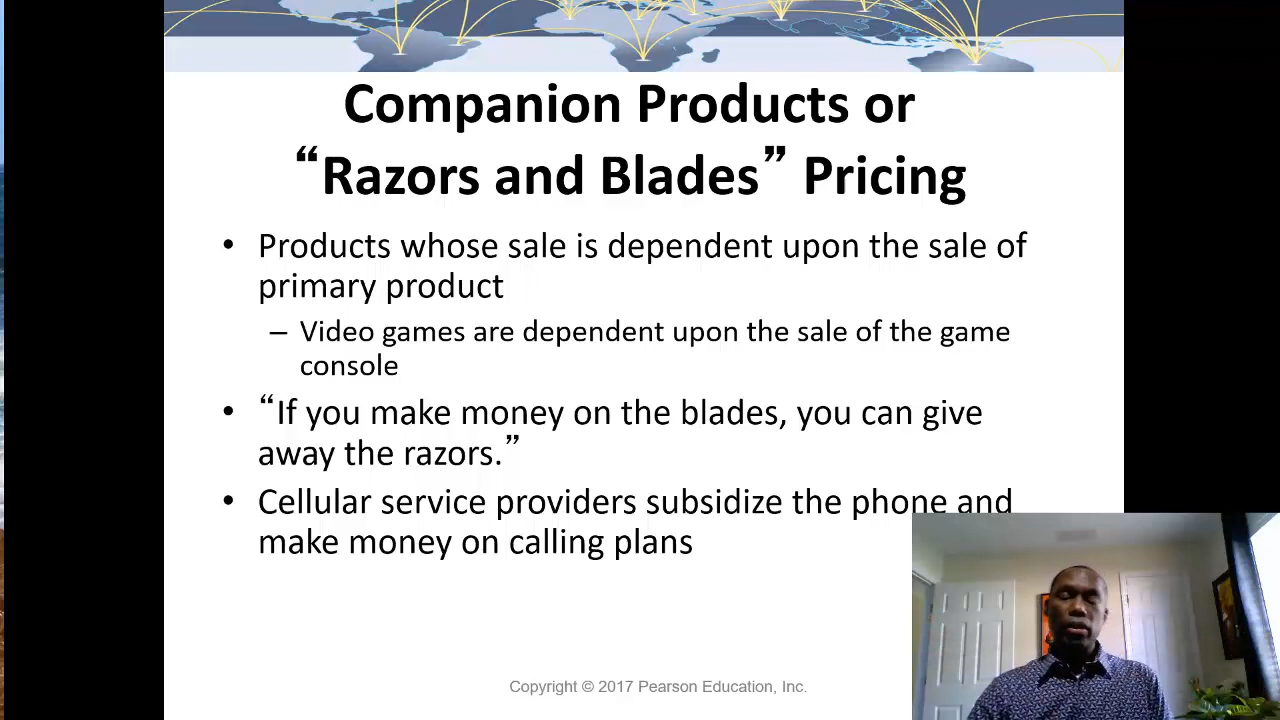 Companion Products or
“Razors and Blades” Pricing
• Products whose sale is dependent upon the sale of
primary product
– Video games are dependent upon the sale of the game
console
• “If you make money on the blades, you can give
away the razors.”
• Cellular service providers subsidize the phone and
make money on calling plans
Copyright © 2017 Pearson Education, Inc.